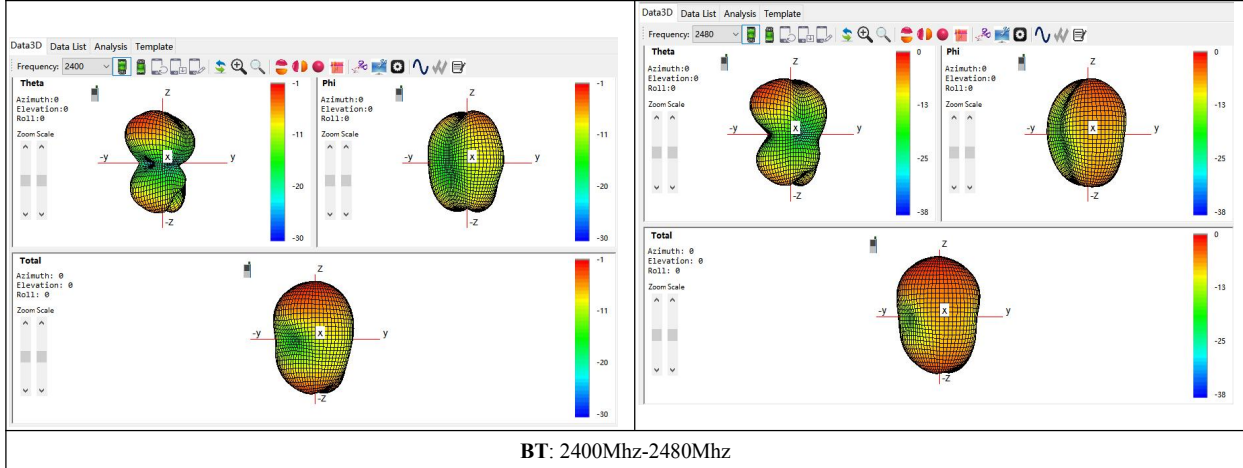 Data3D Data List Analysis Template
Frequency: 2400
Theta
Azimuth:0
Elevation:0
Roll:0
Zoom Scale
Z
-y
X
y
-Z
-1
-11
-20
-30
Phi
Azimuth:0
Elevation:0
Roll:0
Zoom Scale
Z
-y
X
y
-Z
-1
-11
-20
-30
Total
Azimuth: 0
Elevation: 0
Roll: 0
Zoom Scale
Z
-y
X
y
-Z
-1
-11
-20
-30
Data3D Data List Analysis Template
Frequency: 2480
Theta
Azimuth:0
Elevation:0
Roll:0
Zoom Scale
Z
-y
X
y
-Z
0
-13
-25
-38
Phi
Azimuth:0
Elevation:0
Roll:0
Zoom Scale
Z
-y
X
y
-Z
0
-13
-25
-38
Total
Azimuth: 0
Elevation: 0
Roll: 0
Zoom Scale
Z
-y
X
y
-Z
0
-13
-25
-38
BT: 2400Mhz-2480Mhz